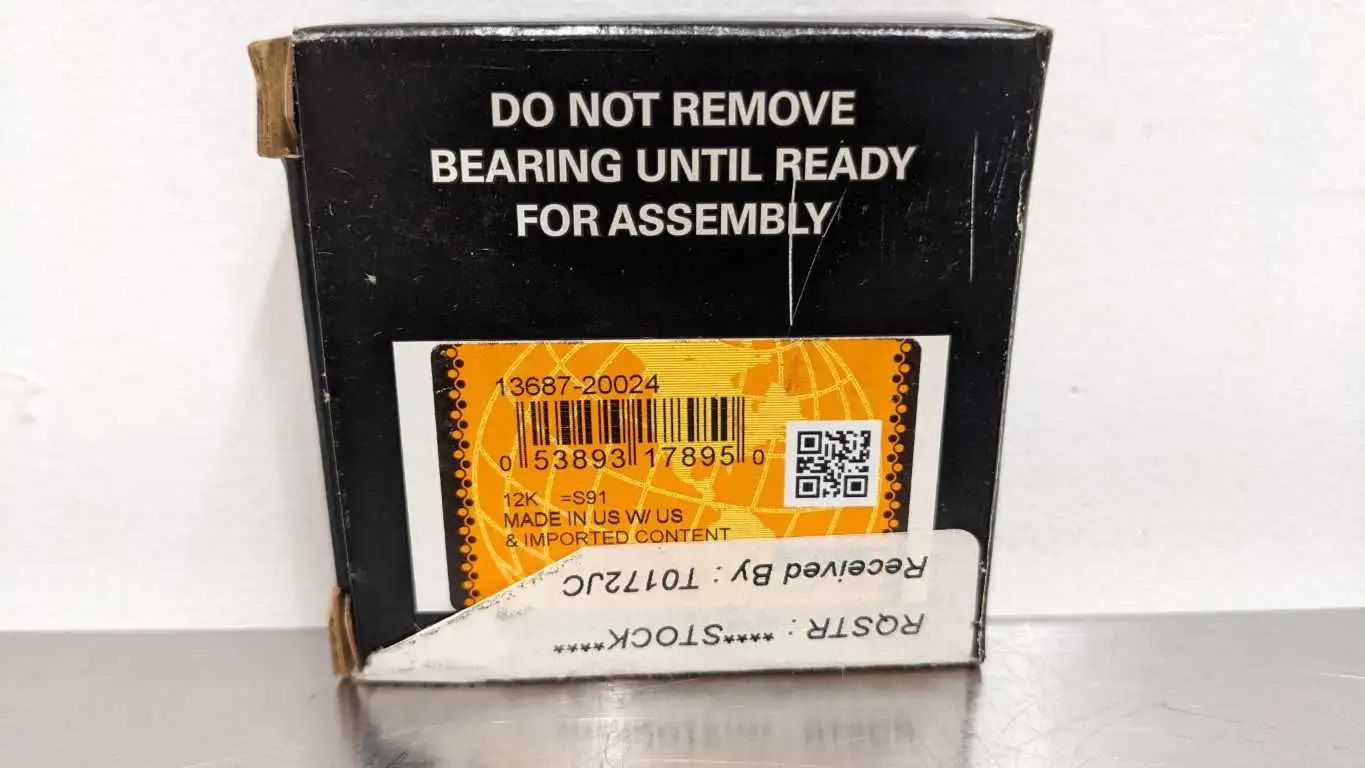 DO NOT REMOVE
BEARING UNTIL READY
FOR ASSEMBLY
13687-20024
0 53893 17895 0
12K =S91
MADE IN US W/ US
& IMPORTED CONTENT
Received By : T0172JC
RQSTR : ****STOCK****